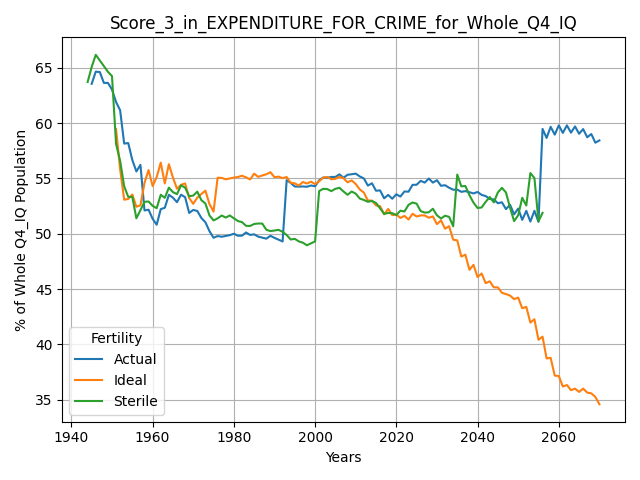 Score_3_in_EXPENDITURE_FOR_CRIME_for_Whole_Q4_IQ
% of Whole Q4_IQ Population
65
60
55
50
45
40
35
Fertility
Actual
Ideal
Sterile
1940 1960 1980 2000 2020 2040 2060
Years